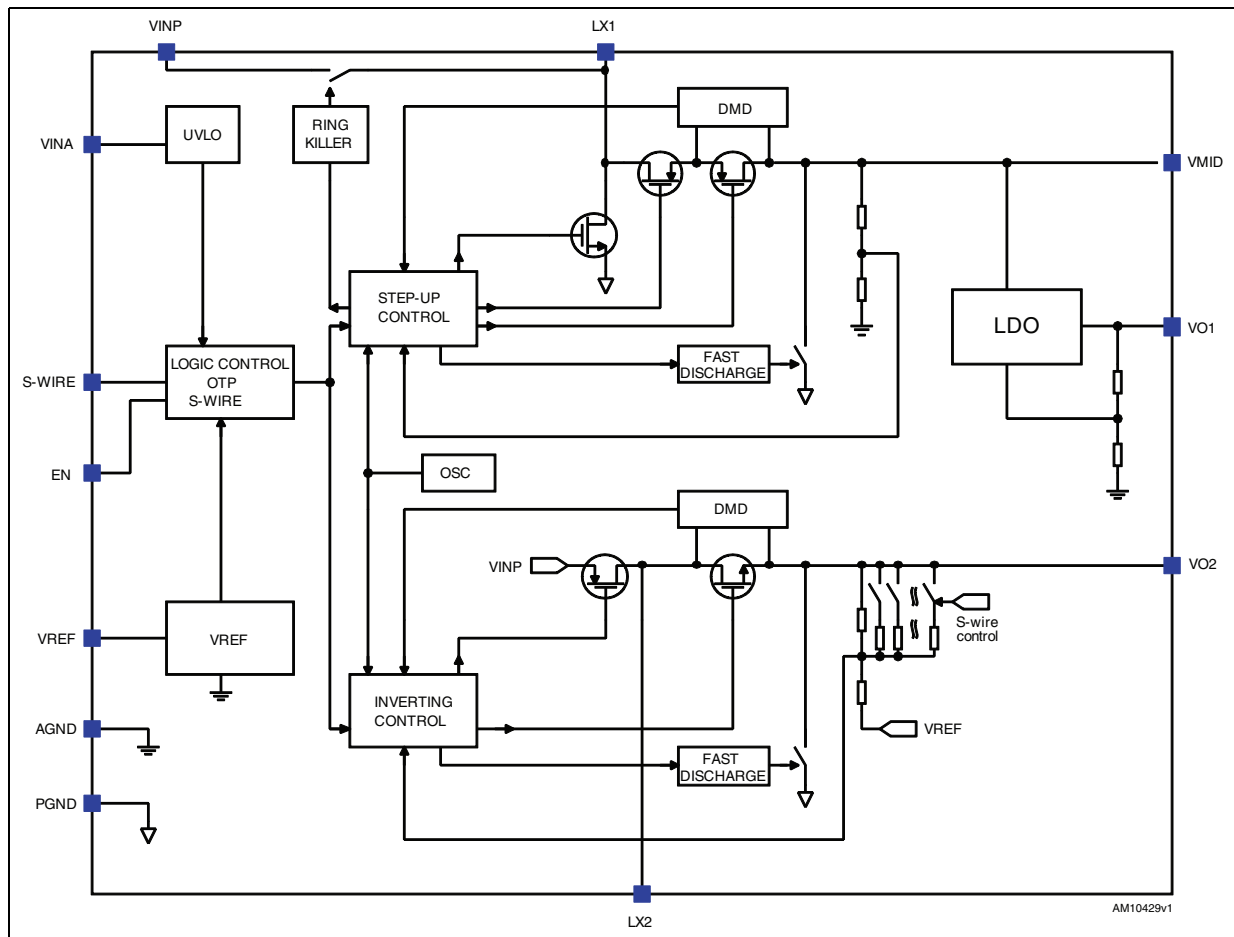 VINP
LX1
DMD
UVLO
RING
KILLER
VINA
VMID
STEP-UP
CONTROL
LDO
VO1
FAST
DISCHARGE
LOGIC CONTROL
OTP
S-WIRE
S-WIRE
EN
OSC
DMD
VINP
VO2
S-wire
control
VREF
VREF
INVERTING
CONTROL
VREF
AGND
FAST
DISCHARGE
PGND
LX2
AM10429v1